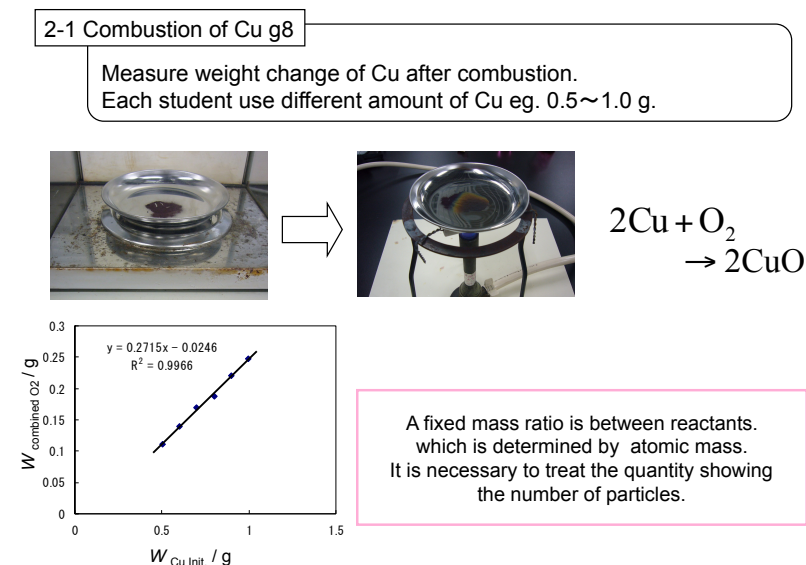 2-1 Combustion of Cu g8
Measure weight change of Cu after combustion.
Each student use different amount of Cu eg. 0.5～1.0 g.
2Cu + O₂
→ 2CuO
0.3
0.25
0.2
0.15
0.1
0.05
0
y = 0.2715x − 0.0246
R² = 0.9966
W combined O2 / g
0
0.5
1
1.5
W Cu Init. / g
A fixed mass ratio is between reactants.
which is determined by atomic mass.
It is necessary to treat the quantity showing
the number of particles.